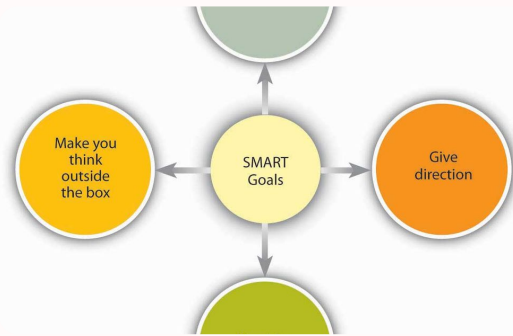 Make you
think
outside
the box
SMART
Goals
Give
direction